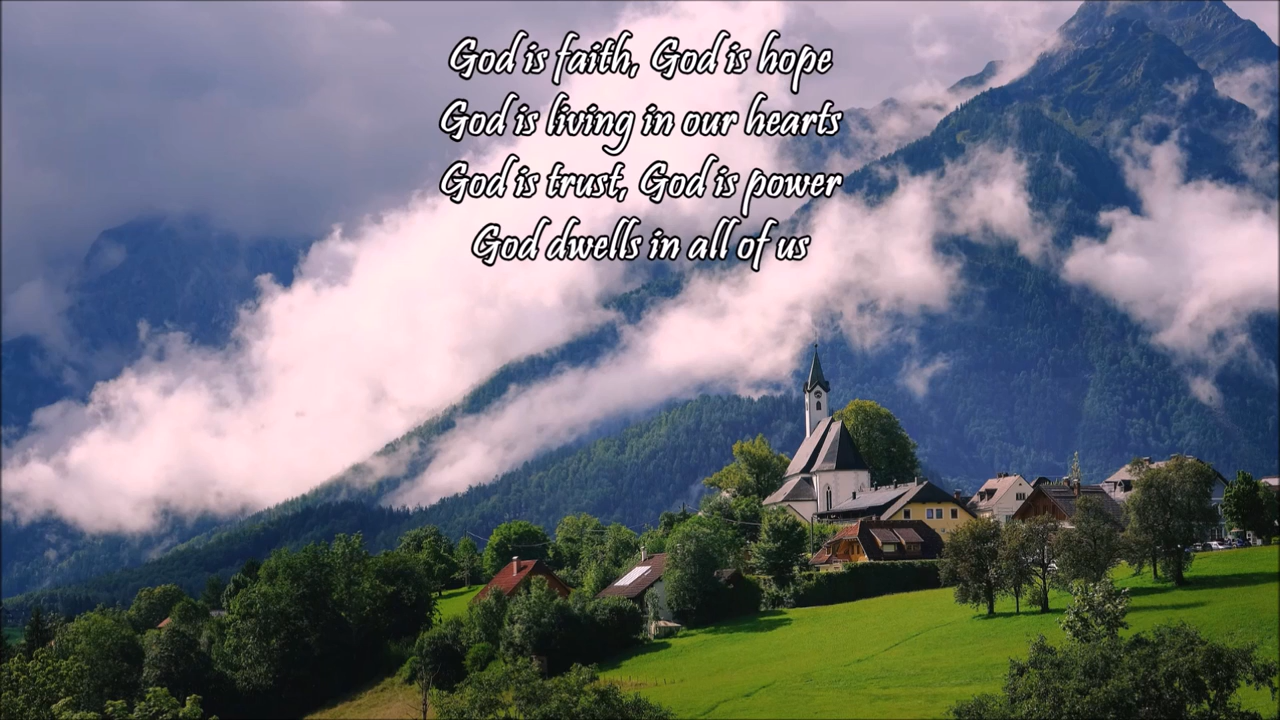 God is faith, God is hope
God is living in our hearts
God is trust, God is power
God dwells in all of us